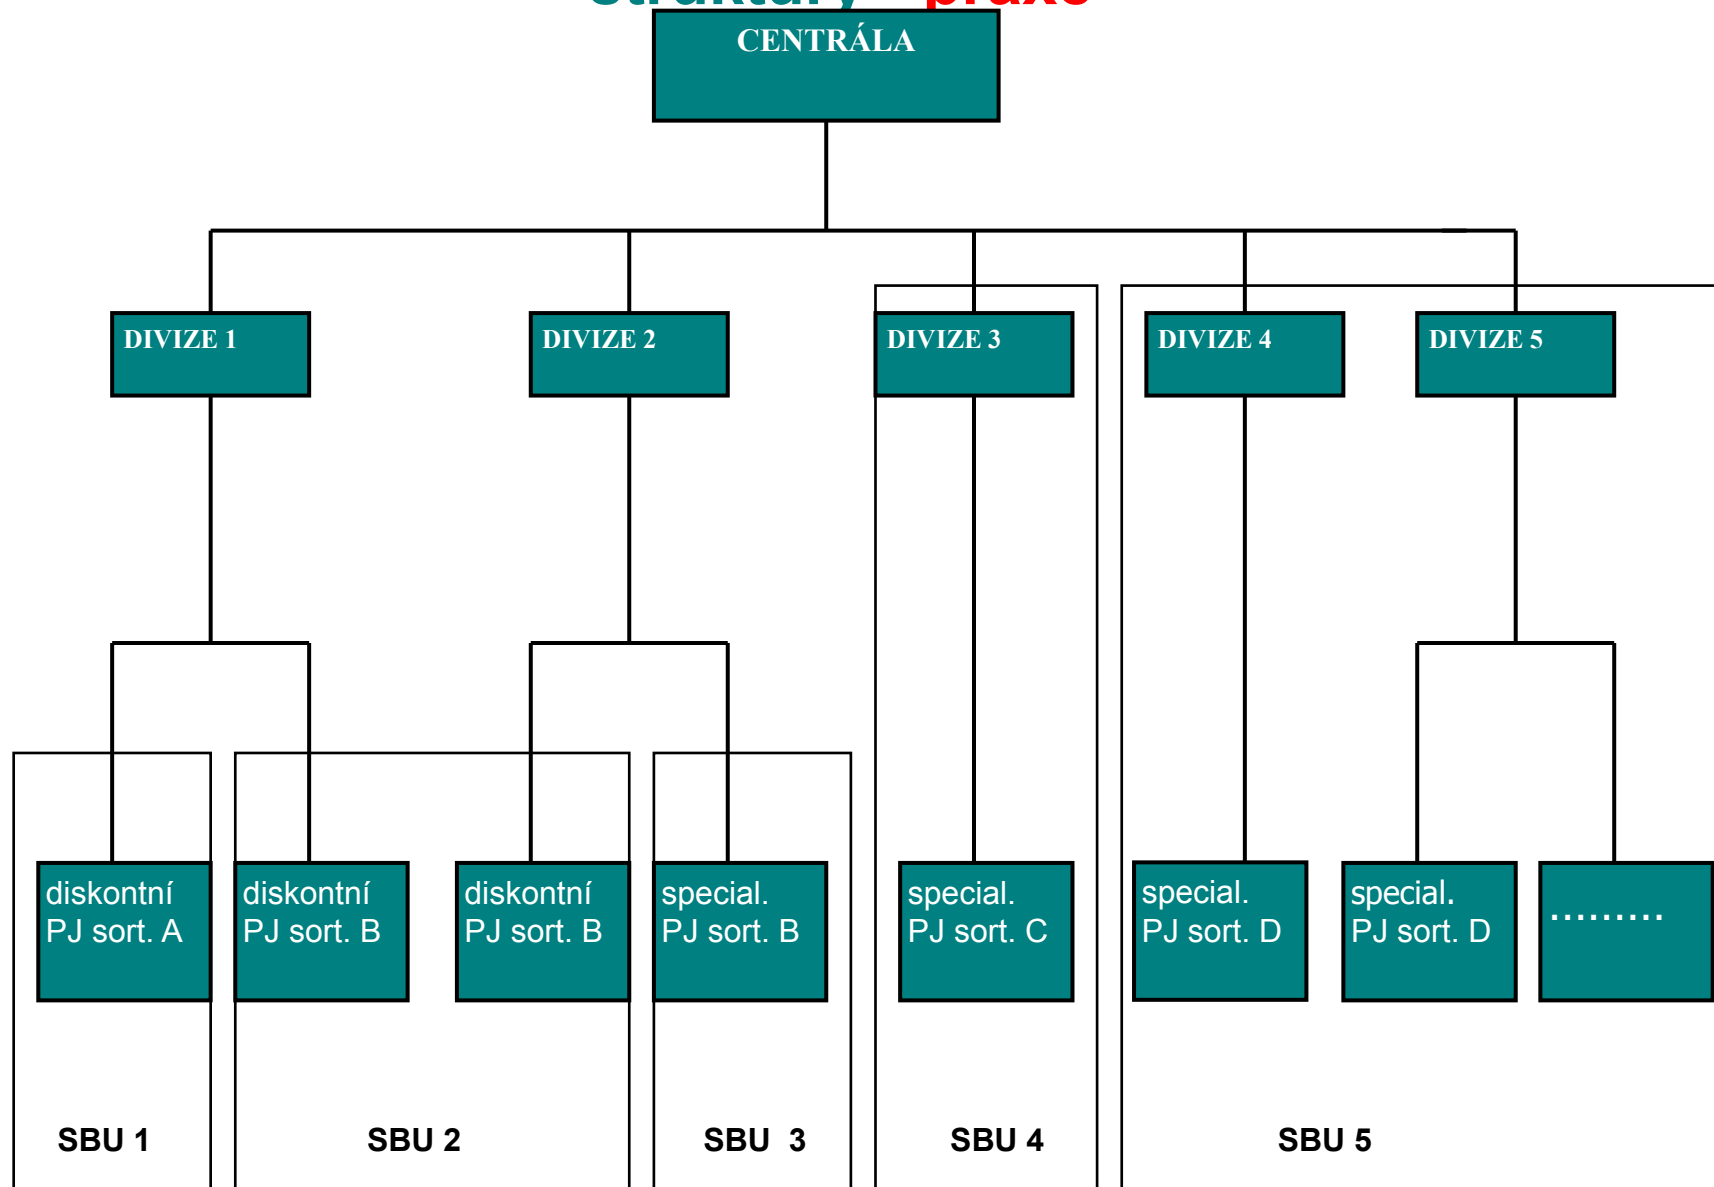 praxe
CENTRÁLA
DIVIZE 1
DIVIZE 2
DIVIZE 3
DIVIZE 4
DIVIZE 5
diskontní
PJ sort. A
diskontní
PJ sort. B
diskontní
PJ sort. B
special.
PJ sort. B
special.
PJ sort. C
special.
PJ sort. D
special.
PJ sort. D
.........
SBU 1
SBU 2
SBU 3
SBU 4
SBU 5